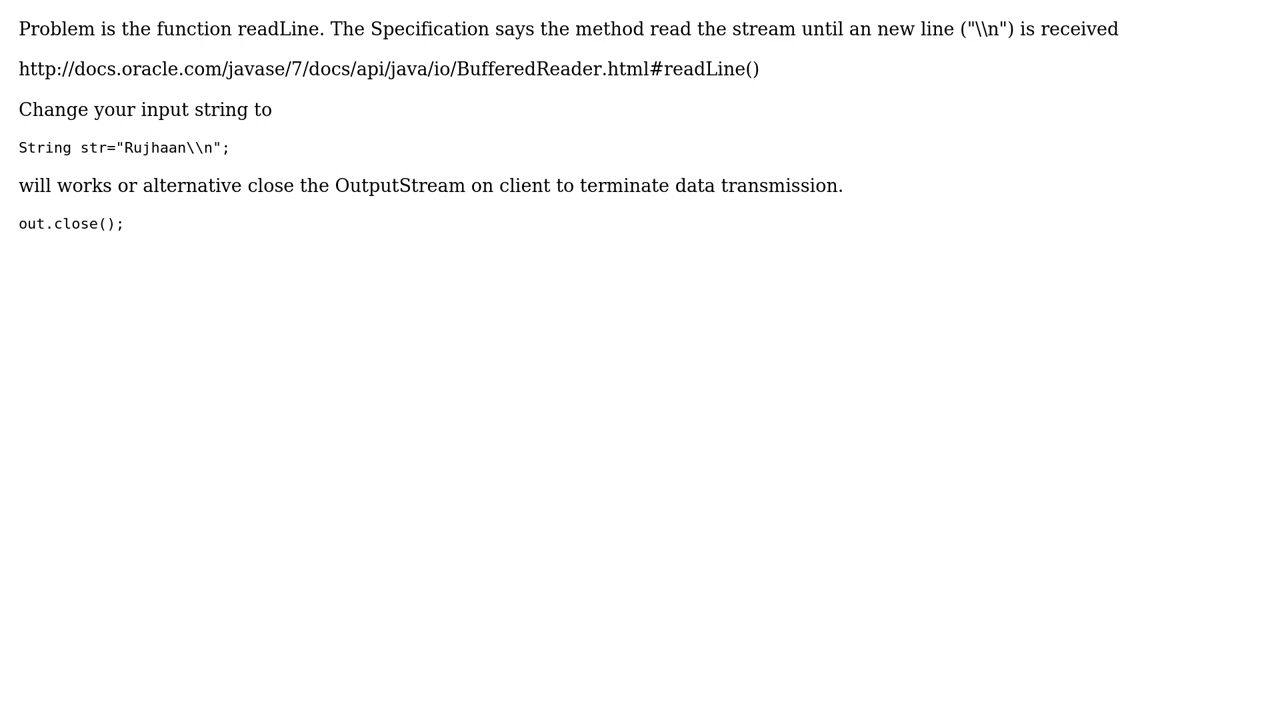 Problem is the function readLine. The Specification says the method read the stream until an new line ("\\n") is received
http://docs.oracle.com/javase/7/docs/api/java/io/BufferedReader.html#readLine()
Change your input string to
String str="Rujhaan\\n";
will works or alternative close the OutputStream on client to terminate data transmission.
out.close();